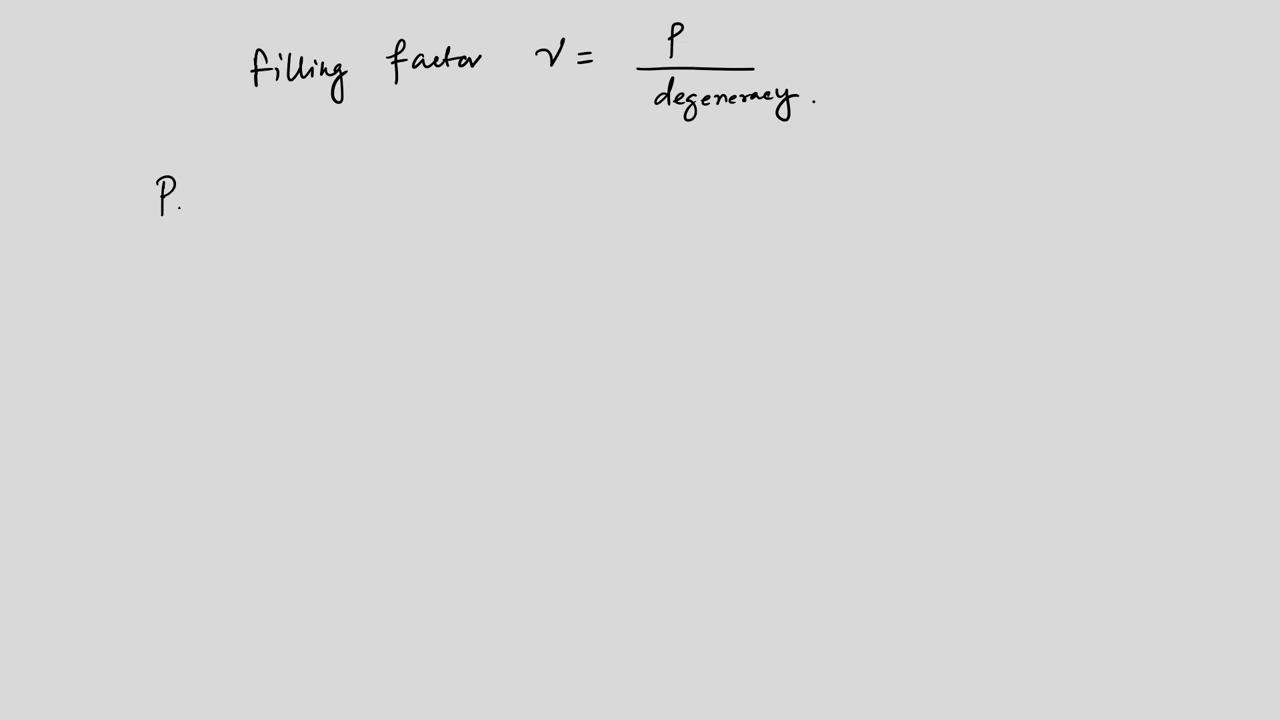 filling factor ν = ρ / degeneracy.
P.